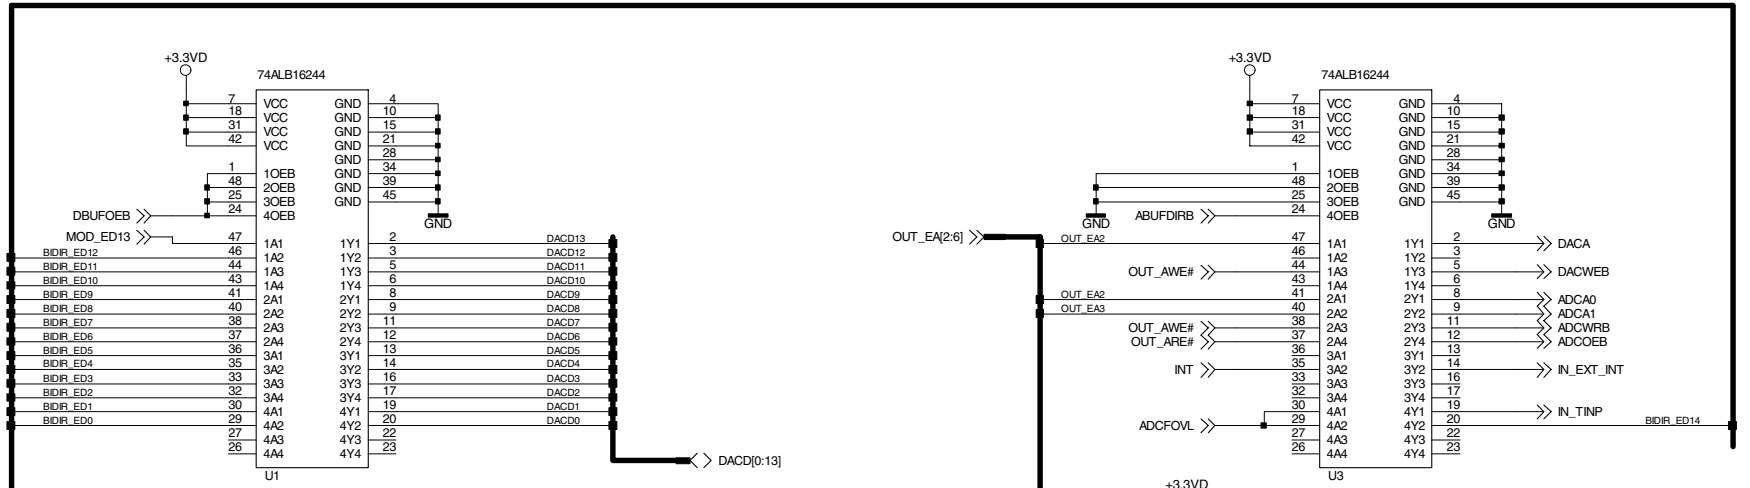 +3.3VD
+3.3VD
74ALB16244
74ALB16244
7 VCC GND 4
18 VCC GND 10
31 VCC GND 15
42 VCC GND 21
GND 28
1 1OEB GND 34
48 2OEB GND 39
25 3OEB GND 45
24 4OEB
DBUFOEB
GND
MOD_ED13 47 1A1 1Y1 2 DACD13
BIDIR_ED12 46 1A2 1Y2 3 DACD12
BIDIR_ED11 44 1A3 1Y3 5 DACD11
BIDIR_ED10 43 1A4 1Y4 6 DACD10
BIDIR_ED9 41 2A1 2Y1 8 DACD9
BIDIR_ED8 40 2A2 2Y2 9 DACD8
BIDIR_ED7 38 2A3 2Y3 11 DACD7
BIDIR_ED6 37 2A4 2Y4 12 DACD6
BIDIR_ED5 36 3A1 3Y1 13 DACD5
BIDIR_ED4 35 3A2 3Y2 14 DACD4
BIDIR_ED3 33 3A3 3Y3 16 DACD3
BIDIR_ED2 32 3A4 3Y4 17 DACD2
BIDIR_ED1 30 4A1 4Y1 19 DACD1
BIDIR_ED0 29 4A2 4Y2 20 DACD0
27 4A3 4Y3 22
26 4A4 4Y4 23
DACD[0:13]
U1
7 VCC GND 4
18 VCC GND 10
31 VCC GND 15
42 VCC GND 21
GND 28
1 1OEB GND 34
48 2OEB GND 39
25 3OEB GND 45
ABUFDIRB 24 4OEB
GND
GND
OUT_EA[2:6]
OUT_EA2 47 1A1 1Y1 2 DACA
46 1A2 1Y2 3
OUT_AWE# 44 1A3 1Y3 5 DACWEB
43 1A4 1Y4 6
OUT_EA2 41 2A1 2Y1 8 ADCA0
OUT_EA3 40 2A2 2Y2 9 ADCA1
OUT_AWE# 38 2A3 2Y3 11 ADCWRB
OUT_ARE# 37 2A4 2Y4 12 ADCOEB
36 3A1 3Y1 13
INT 35 3A2 3Y2 14 IN_EXT_INT
33 3A3 3Y3 16
32 3A4 3Y4 17
30 4A1 4Y1 19 IN_TINP
ADCFOVL 29 4A2 4Y2 20 BIDIR_ED14
27 4A3 4Y3 22
26 4A4 4Y4 23
U3
+3.3VD